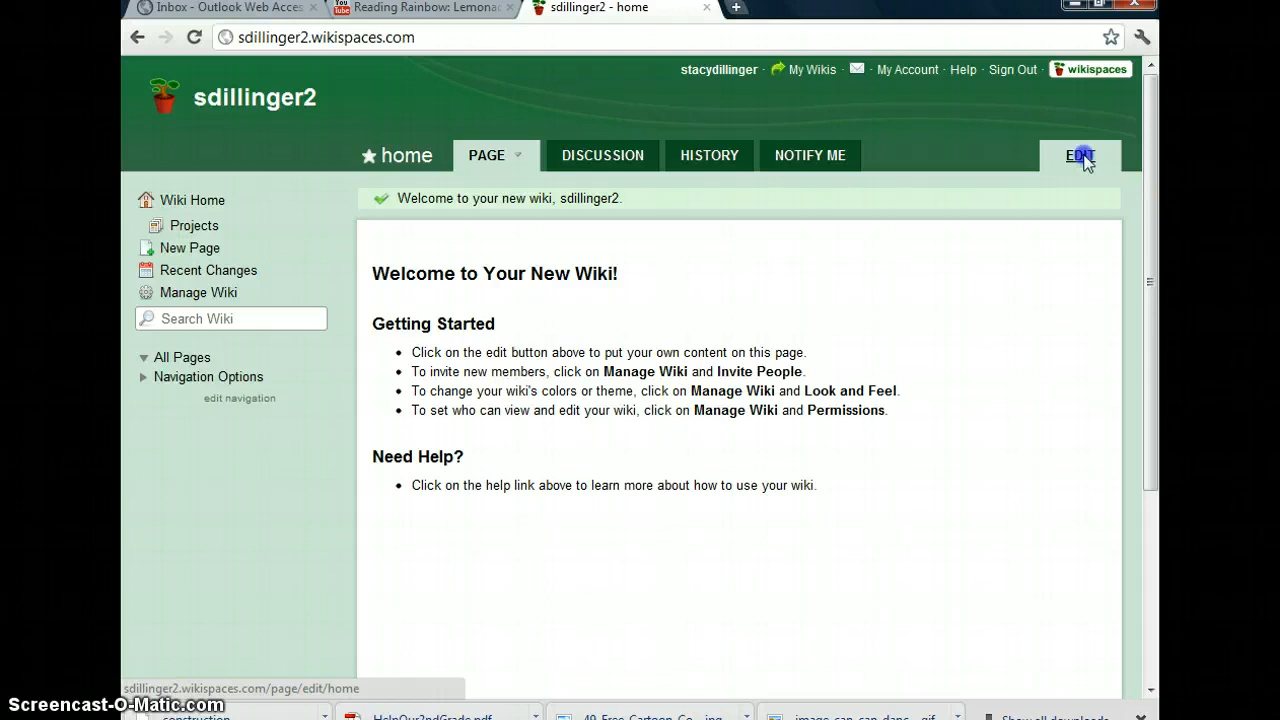 Inbox - Outlook Web Acces
You Tube Reading Rainbow: Lemona
sdillinger2 - home
sdillinger2.wikispaces.com
stacydillinger · My Wikis · · My Account · Help · Sign Out · wikispaces
sdillinger2
home PAGE DISCUSSION HISTORY NOTIFY ME EDIT
Wiki Home
Projects
New Page
Recent Changes
Manage Wiki
Search Wiki
All Pages
Navigation Options
edit navigation
Welcome to your new wiki, sdillinger2.
Welcome to Your New Wiki!
Getting Started
• Click on the edit button above to put your own content on this page.
• To invite new members, click on Manage Wiki and Invite People.
• To change your wiki's colors or theme, click on Manage Wiki and Look and Feel.
• To set who can view and edit your wiki, click on Manage Wiki and Permissions.
Need Help?
• Click on the help link above to learn more about how to use your wiki.
sdillinger2.wikispaces.com/page/edit/home
Screencast-O-Matic.com
construction
HelpOur2ndGrade.pdf
Show all downloads